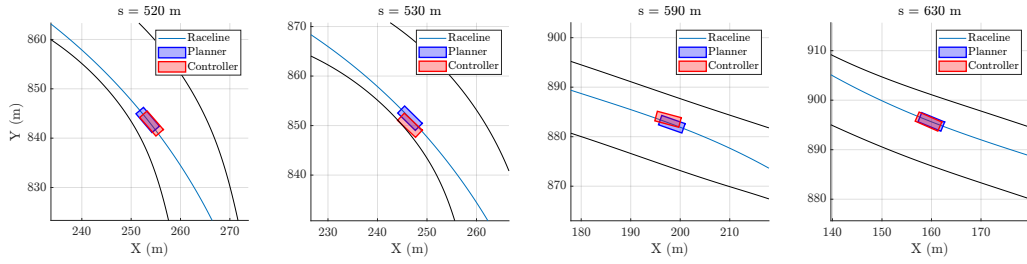 s = 520 m
Raceline
Planner
Controller
860
850
840
830
Y (m)
240
250
260
270
X (m)
s = 530 m
Raceline
Planner
Controller
870
860
850
840
230
240
250
260
X (m)
s = 590 m
Raceline
Planner
Controller
900
890
880
870
180
190
200
210
X (m)
s = 630 m
Raceline
Planner
Controller
910
900
890
880
140
150
160
170
X (m)